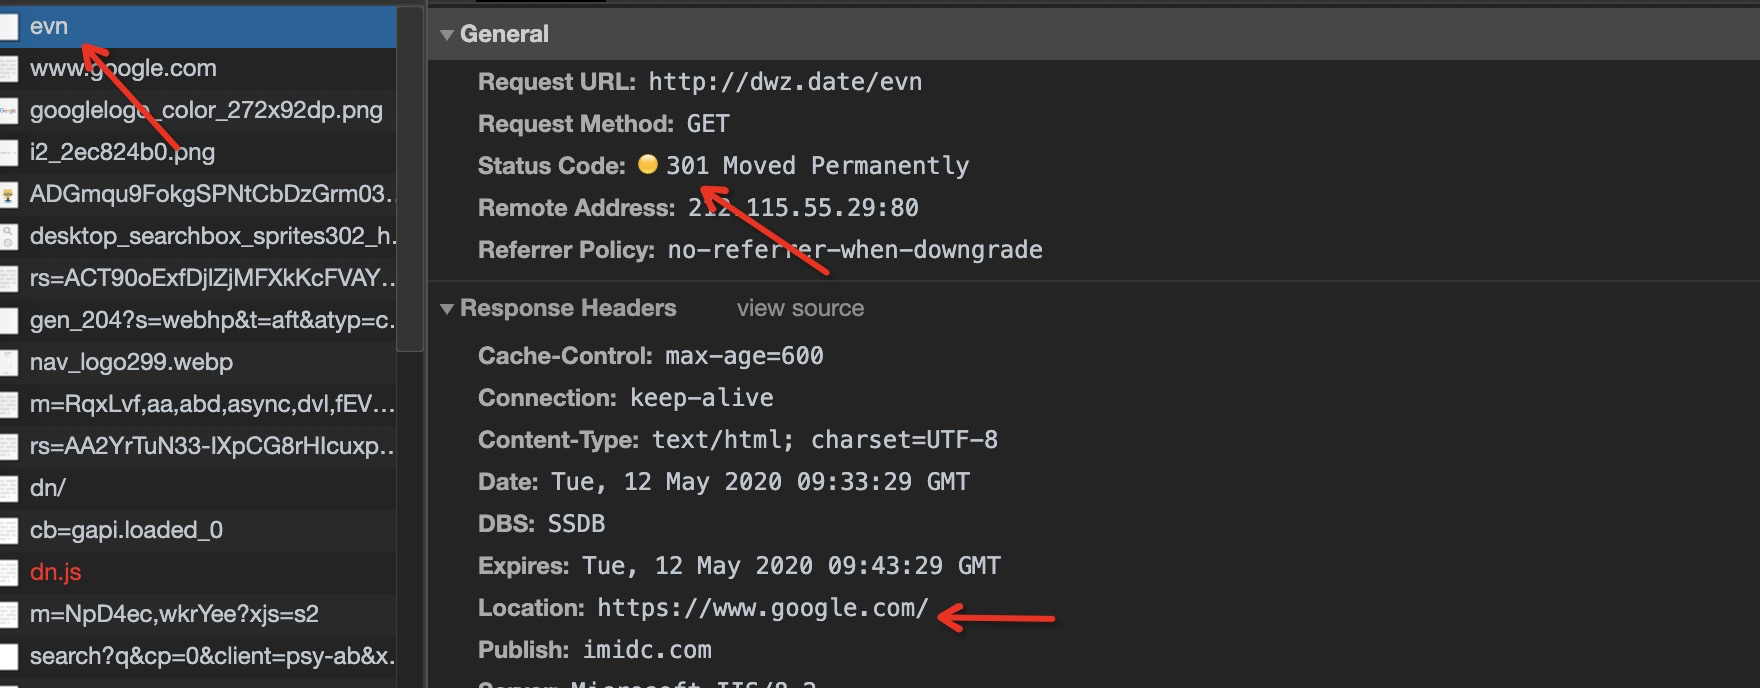 evn
www.google.com
googlelogo_color_272x92dp.png
i2_2ec824b0.png
ADGmqu9FokgSPNtCbDzGrm03...
desktop_searchbox_sprites302_h...
rs=ACT90oExfDjlZjMFXkKcFVAY...
gen_204?s=webhp&t=aft&atyp=c...
nav_logo299.webp
m=RqxLvf,aa,abd,async,dvl,fEV...
rs=AA2YrTuN33-IXpCG8rHIcuxp...
dn/
cb=gapi.loaded_0
dn.js
m=NpD4ec,wkrYee?xjs=s2
search?q&cp=0&client=psy-ab&x...
General
Request URL: http://dwz.date/evn
Request Method: GET
Status Code: 301 Moved Permanently
Remote Address: 212.115.55.29:80
Referrer Policy: no-referrer-when-downgrade
Response Headers view source
Cache-Control: max-age=600
Connection: keep-alive
Content-Type: text/html; charset=UTF-8
Date: Tue, 12 May 2020 09:33:29 GMT
DBS: SSDB
Expires: Tue, 12 May 2020 09:43:29 GMT
Location: https://www.google.com/
Publish: imidc.com